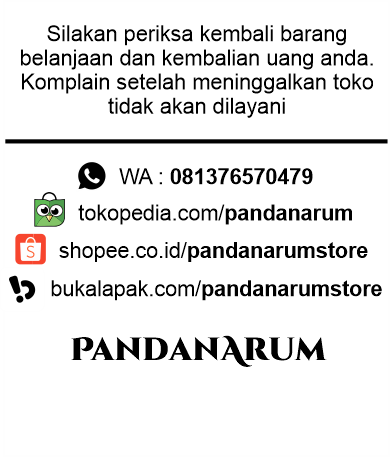 Silakan periksa kembali barang
belanjaan dan kembalian uang anda.
Komplain setelah meninggalkan toko
tidak akan dilayani
WA : 081376570479
tokopedia.com/pandanarum
shopee.co.id/pandanarumstore
bukalapak.com/pandanarumstore
PANDANARUM